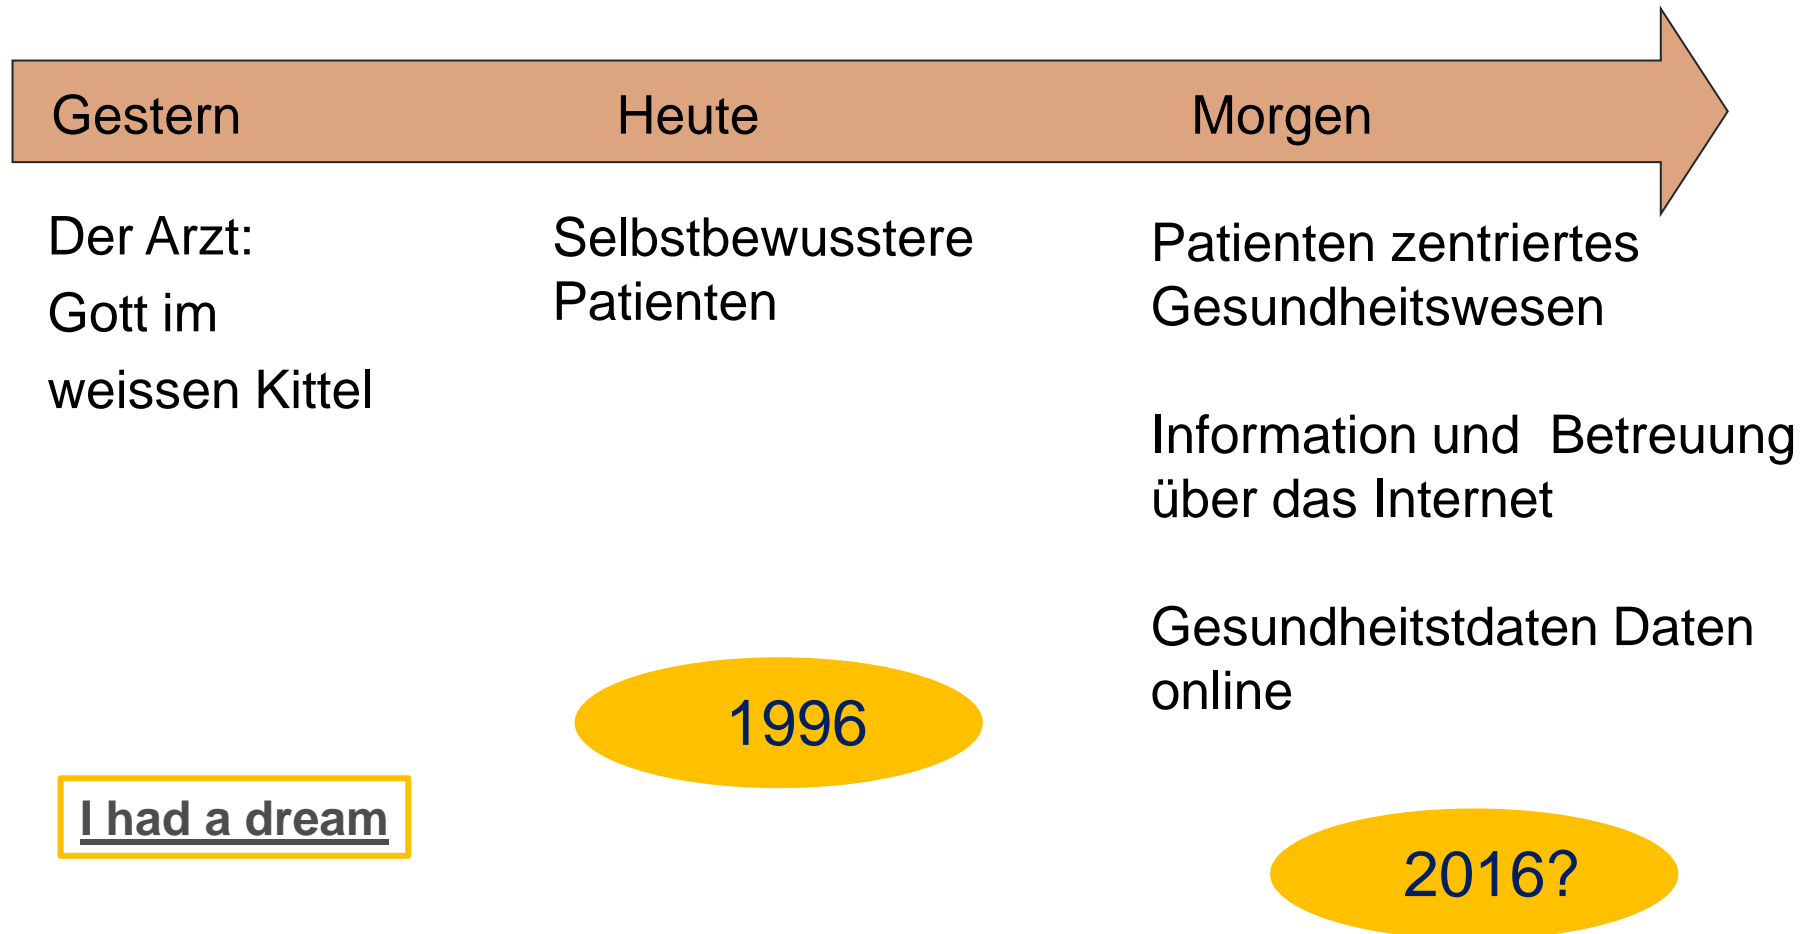 Gestern Heute Morgen
Der Arzt:
Gott im
weissen Kittel
Selbstbewusstere
Patienten
Patienten zentriertes
Gesundheitswesen
Information und Betreuung
über das Internet
Gesundheitstdaten Daten
online
1996
I had a dream
2016?